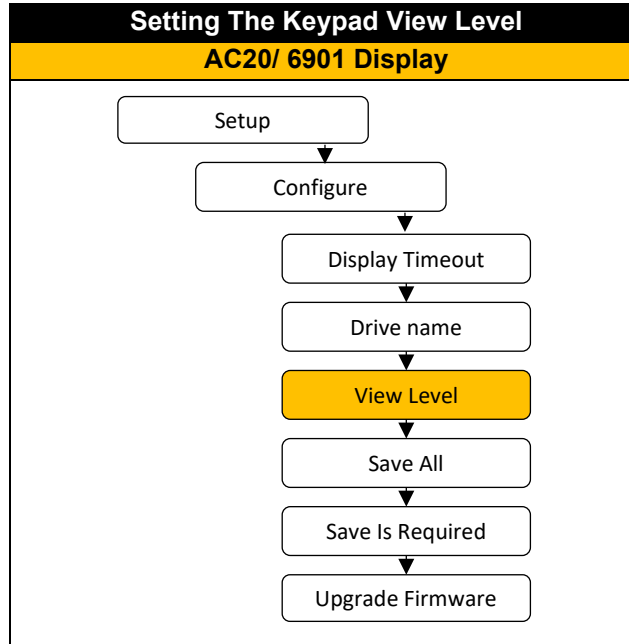 Setting The Keypad View Level
AC20/ 6901 Display
Setup
Configure
Display Timeout
Drive name
View Level
Save All
Save Is Required
Upgrade Firmware